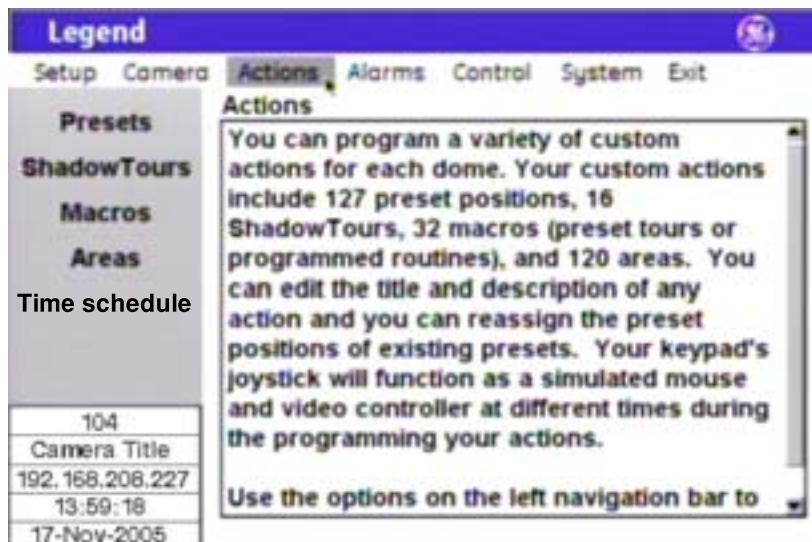 Legend
Setup Camera Actions Alarms Control System Exit
Presets
ShadowTours
Macros
Areas
Time schedule
104
Camera Title
192.168.208.227
13:59:18
17-Nov-2005
Actions
You can program a variety of custom
actions for each dome. Your custom actions
include 127 preset positions, 16
ShadowTours, 32 macros (preset tours or
programmed routines), and 120 areas. You
can edit the title and description of any
action and you can reassign the preset
positions of existing presets. Your keypad's
joystick will function as a simulated mouse
and video controller at different times during
the programming your actions.
Use the options on the left navigation bar to